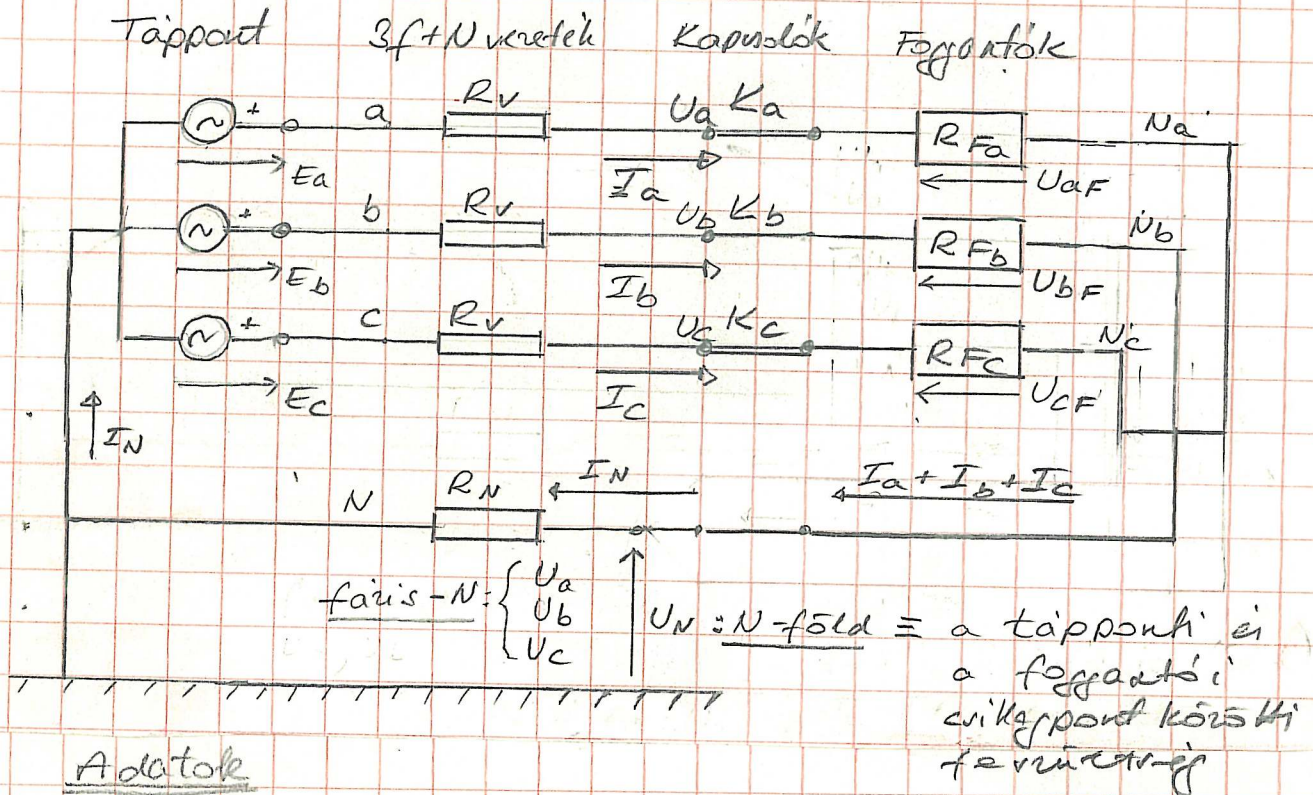 Táppont 3f+N vezeték Kapcsolók Fogyasztók
Rv Ua Ka Na
a RFa
+ Ea Ia UaF
b Rv Ub Kb Nb
+ RFb
Eb Ib UbF
c Rv Uc Kc Nc
+ RFc
Ec Ic UcF
IN
RN IN Ia + Ib + Ic
N
fázis-N: { Ua
Ub UN : N-föld ≡ a tápponti és
Uc a fogyasztói
csillagpont közötti
feszültség
Adatok